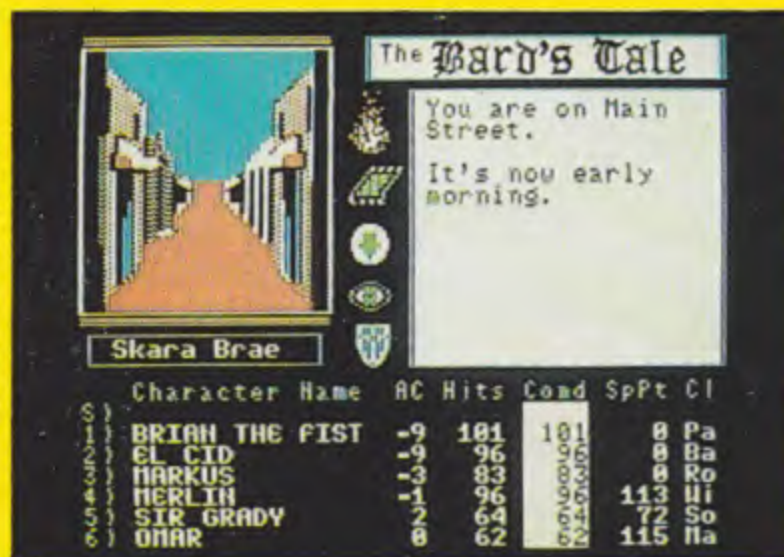 The Bard's Tale
You are on Main
Street.
It's now early
morning.
Skara Brae
Character Name AC Hits Cond SpPt Cl
S)
1) BRIAN THE FIST -9 101 101 0 Pa
2) EL CID -9 96 96 0 Ba
3) MARKUS -3 83 83 0 Ro
4) MERLIN -1 96 96 113 Wi
5) SIR GRADY 2 64 64 72 So
6) OMAR 0 62 62 115 Ma